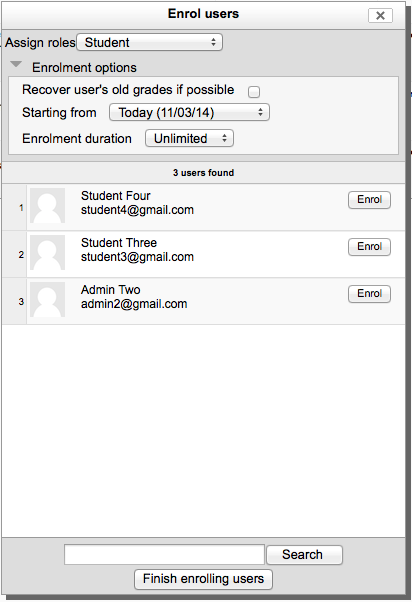 Enrol users
Assign roles Student
Enrolment options
Recover user's old grades if possible
Starting from Today (11/03/14)
Enrolment duration Unlimited
3 users found
1 Student Four Enrol
student4@gmail.com
2 Student Three Enrol
student3@gmail.com
3 Admin Two Enrol
admin2@gmail.com
Search
Finish enrolling users